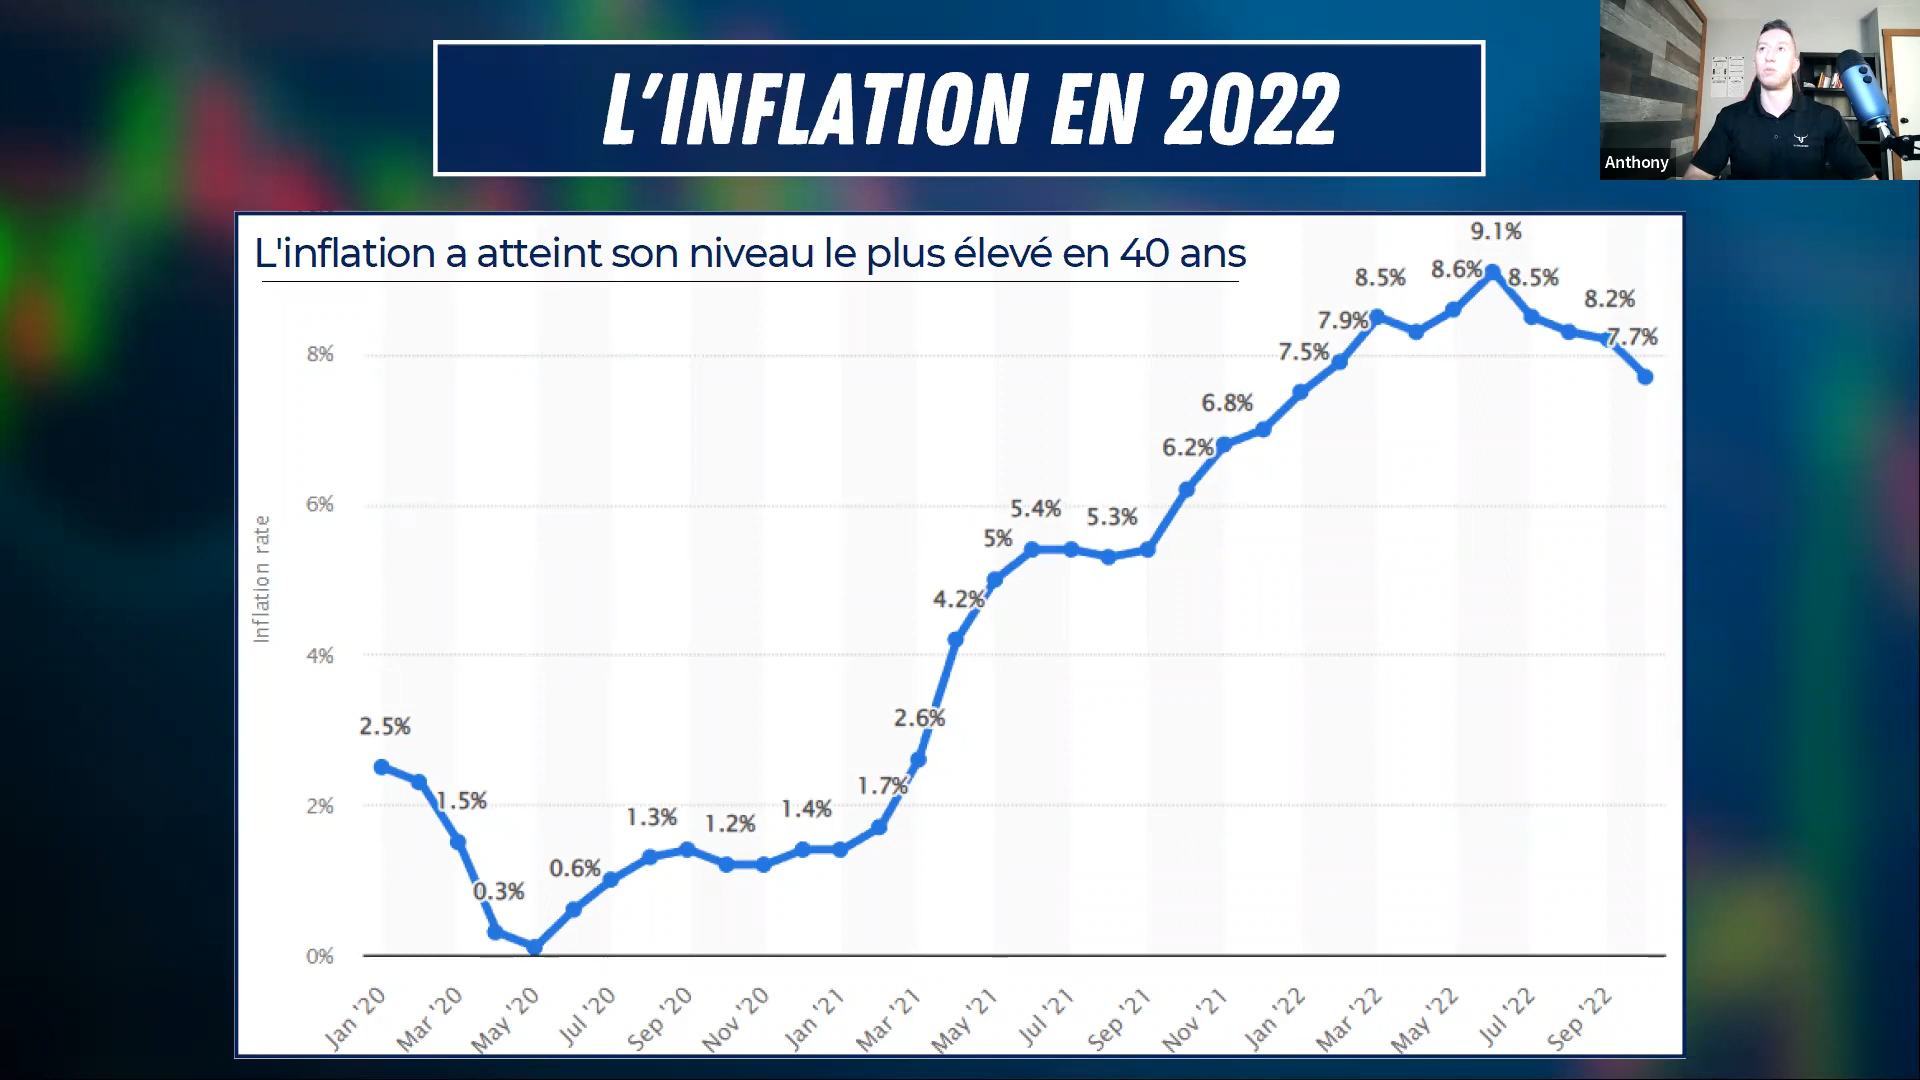 L'INFLATION EN 2022
Anthony
L'inflation a atteint son niveau le plus élevé en 40 ans
Inflation rate
8%
6%
4%
2%
0%
2.5%
1.5%
0.3%
0.6%
1.3%
1.2%
1.4%
1.7%
2.6%
4.2%
5%
5.4%
5.3%
6.2%
6.8%
7.5%
7.9%
8.5%
8.6%
9.1%
8.5%
8.2%
7.7%
Jan '20
Mar '20
May '20
Jul '20
Sep '20
Nov '20
Jan '21
Mar '21
May '21
Jul '21
Sep '21
Nov '21
Jan '22
Mar '22
May '22
Jul '22
Sep '22